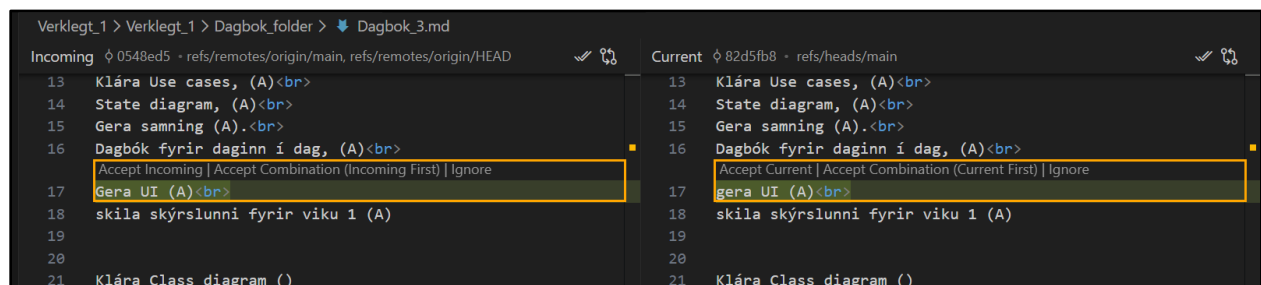 Verklegt_1 > Verklegt_1 > Dagbok_folder > Dagbok_3.md
Incoming 0548ed5 • refs/remotes/origin/main, refs/remotes/origin/HEAD
13 Klára Use cases, (A)<br>
14 State diagram, (A)<br>
15 Gera samning (A).<br>
16 Dagbók fyrir daginn í dag, (A)<br>
Accept Incoming | Accept Combination (Incoming First) | Ignore
17 Gera UI (A)<br>
18 skila skýrslunni fyrir viku 1 (A)
19
20
21 Klára Class diagram ()
Current 82d5fb8 • refs/heads/main
13 Klára Use cases, (A)<br>
14 State diagram, (A)<br>
15 Gera samning (A).<br>
16 Dagbók fyrir daginn í dag, (A)<br>
Accept Current | Accept Combination (Current First) | Ignore
17 gera UI (A)<br>
18 skila skýrslunni fyrir viku 1 (A)
19
20
21 Klára Class diagram ()